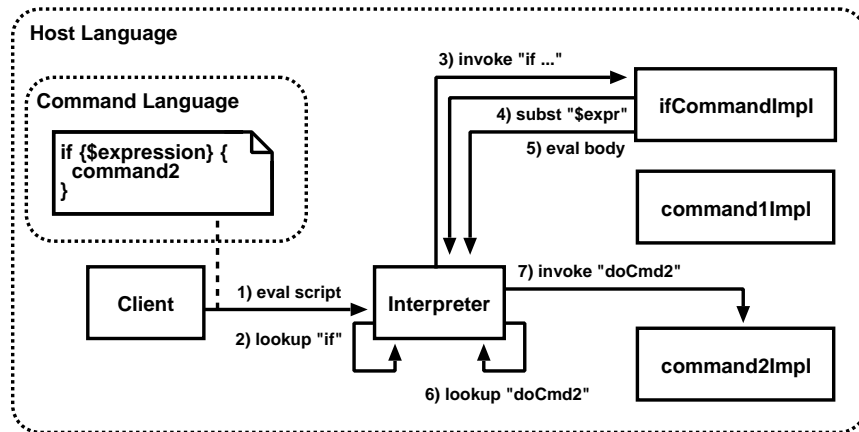 Host Language
Command Language
if {$expression} {
command2
}
3) invoke "if ..."
ifCommandImpl
4) subst "$expr"
5) eval body
command1Impl
Client
1) eval script
Interpreter
7) invoke "doCmd2"
2) lookup "if"
command2Impl
6) lookup "doCmd2"